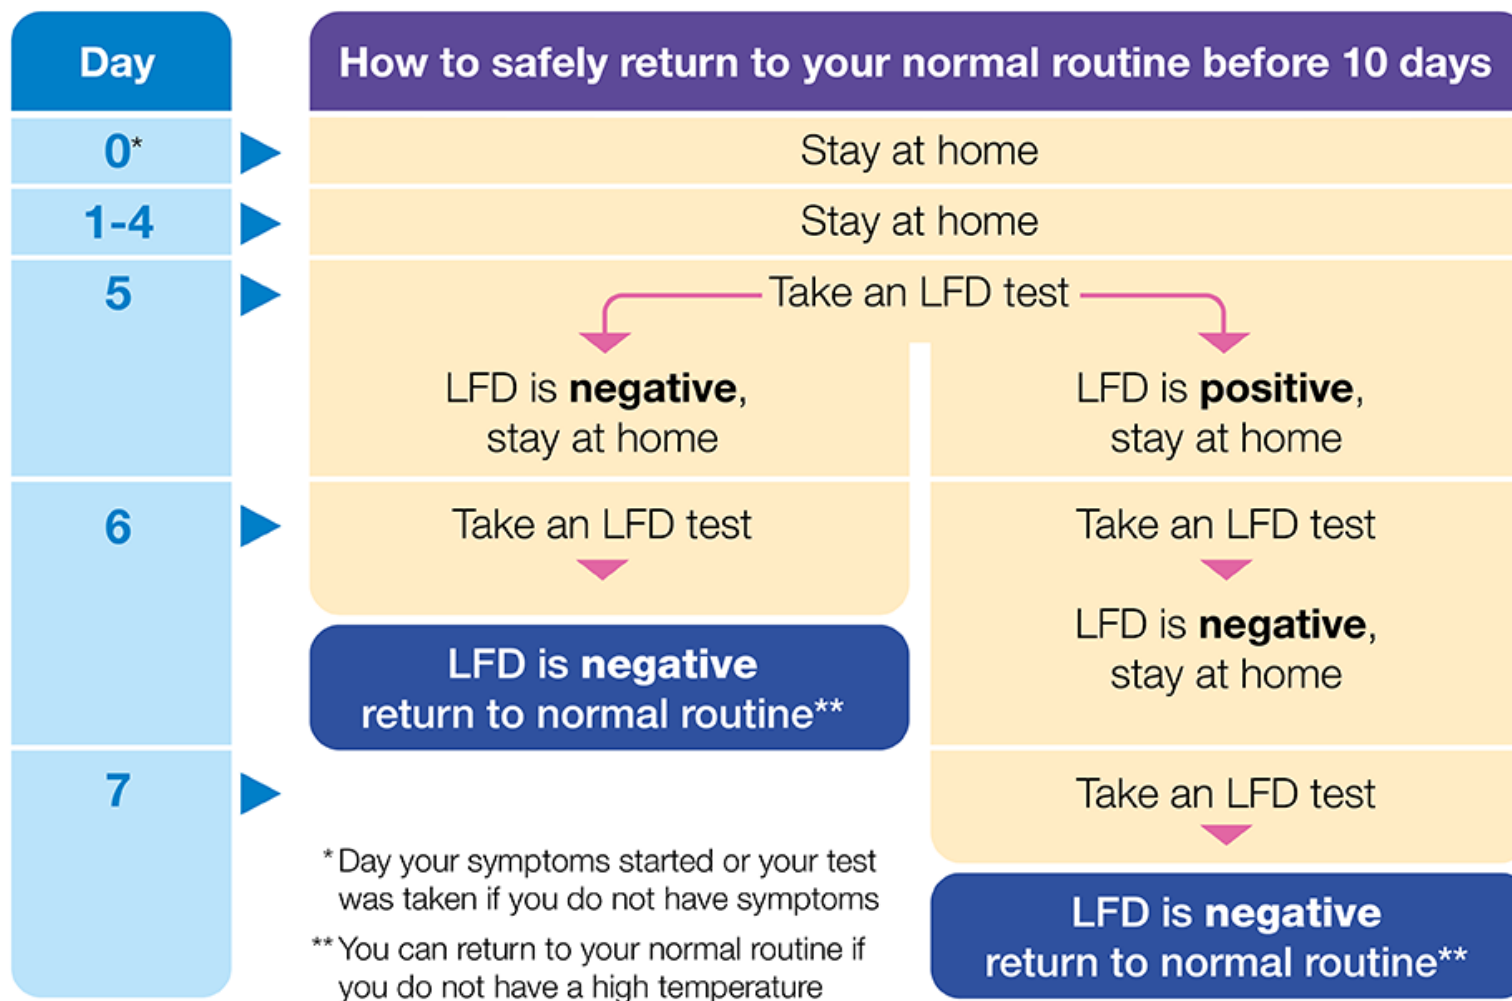 Day
How to safely return to your normal routine before 10 days
0*
Stay at home
1-4
Stay at home
5
Take an LFD test
LFD is negative,
stay at home
LFD is positive,
stay at home
6
Take an LFD test
LFD is negative
return to normal routine**
Take an LFD test
LFD is negative,
stay at home
7
Take an LFD test
LFD is negative
return to normal routine**
* Day your symptoms started or your test
was taken if you do not have symptoms
** You can return to your normal routine if
you do not have a high temperature